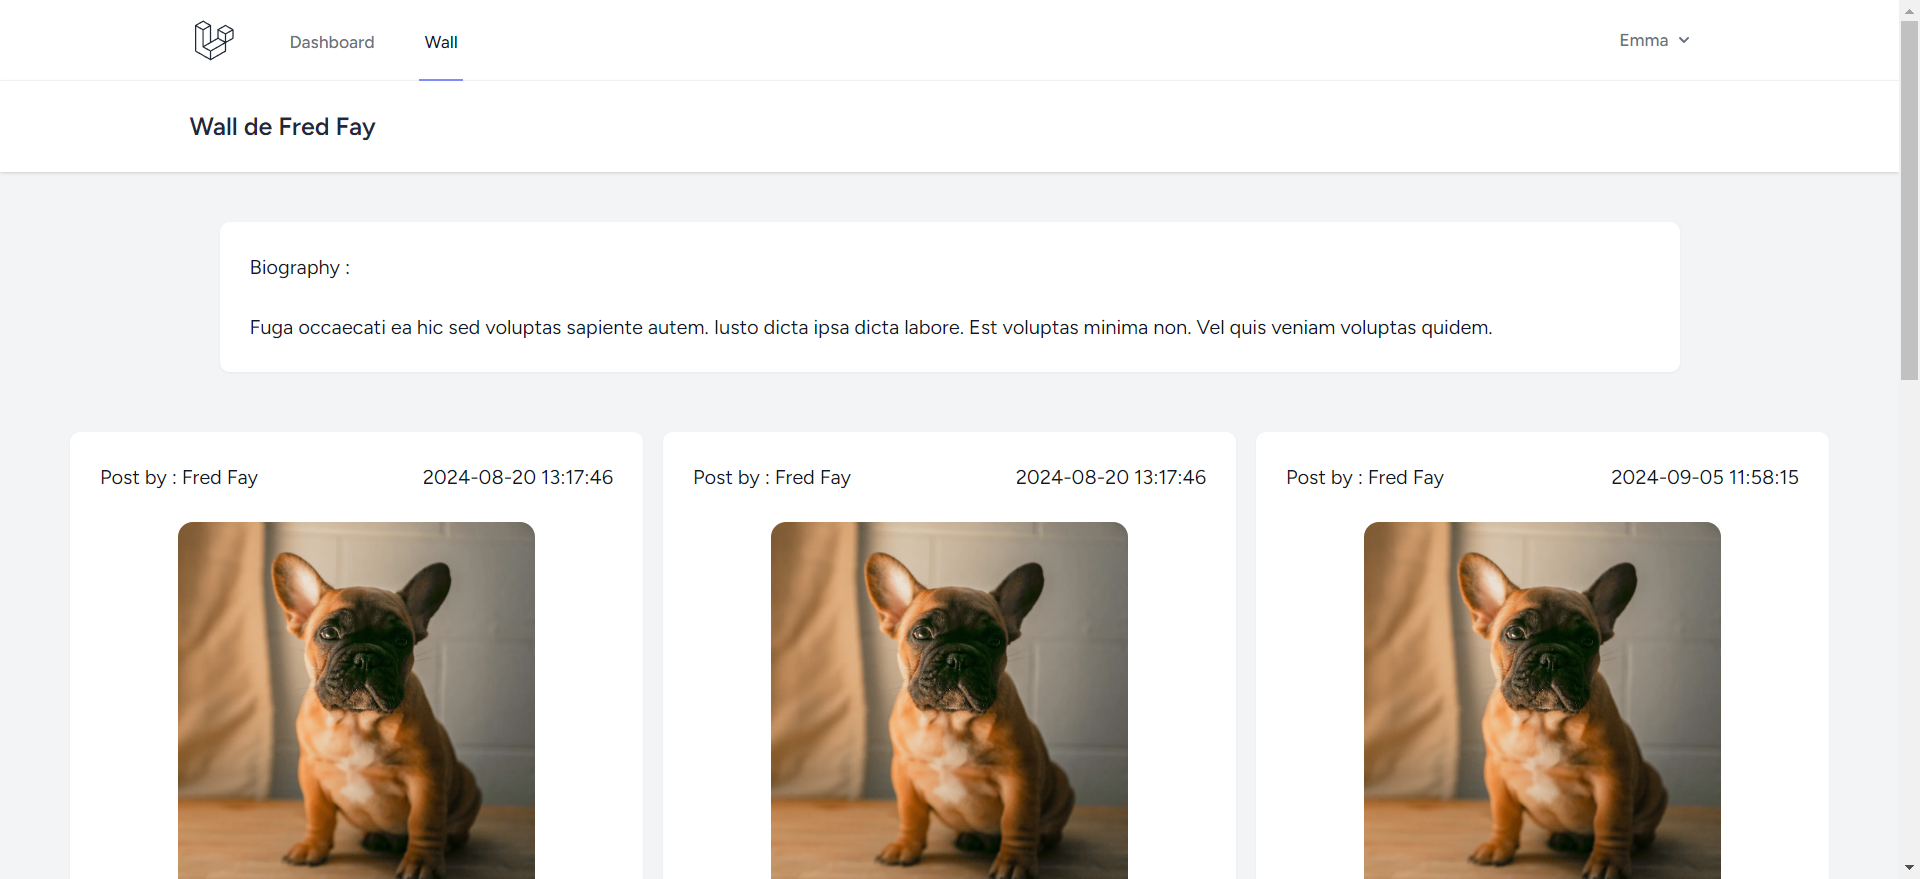 Dashboard Wall Emma
Wall de Fred Fay
Biography :
Fuga occaecati ea hic sed voluptas sapiente autem. Iusto dicta ipsa dicta labore. Est voluptas minima non. Vel quis veniam voluptas quidem.
Post by : Fred Fay 2024-08-20 13:17:46
Post by : Fred Fay 2024-08-20 13:17:46
Post by : Fred Fay 2024-09-05 11:58:15